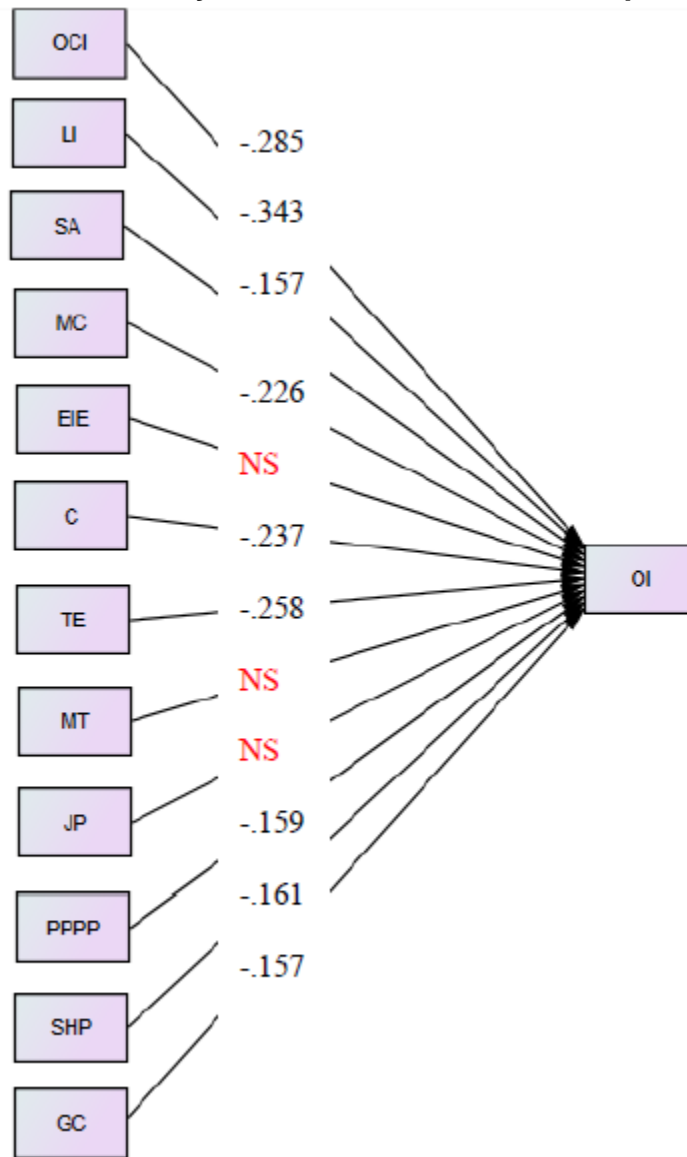 OCI
LI
SA
MC
EIE
C
TE
MT
JP
PPPP
SHP
GC
-.285
-.343
-.157
-.226
NS
-.237
-.258
NS
NS
-.159
-.161
-.157
OI